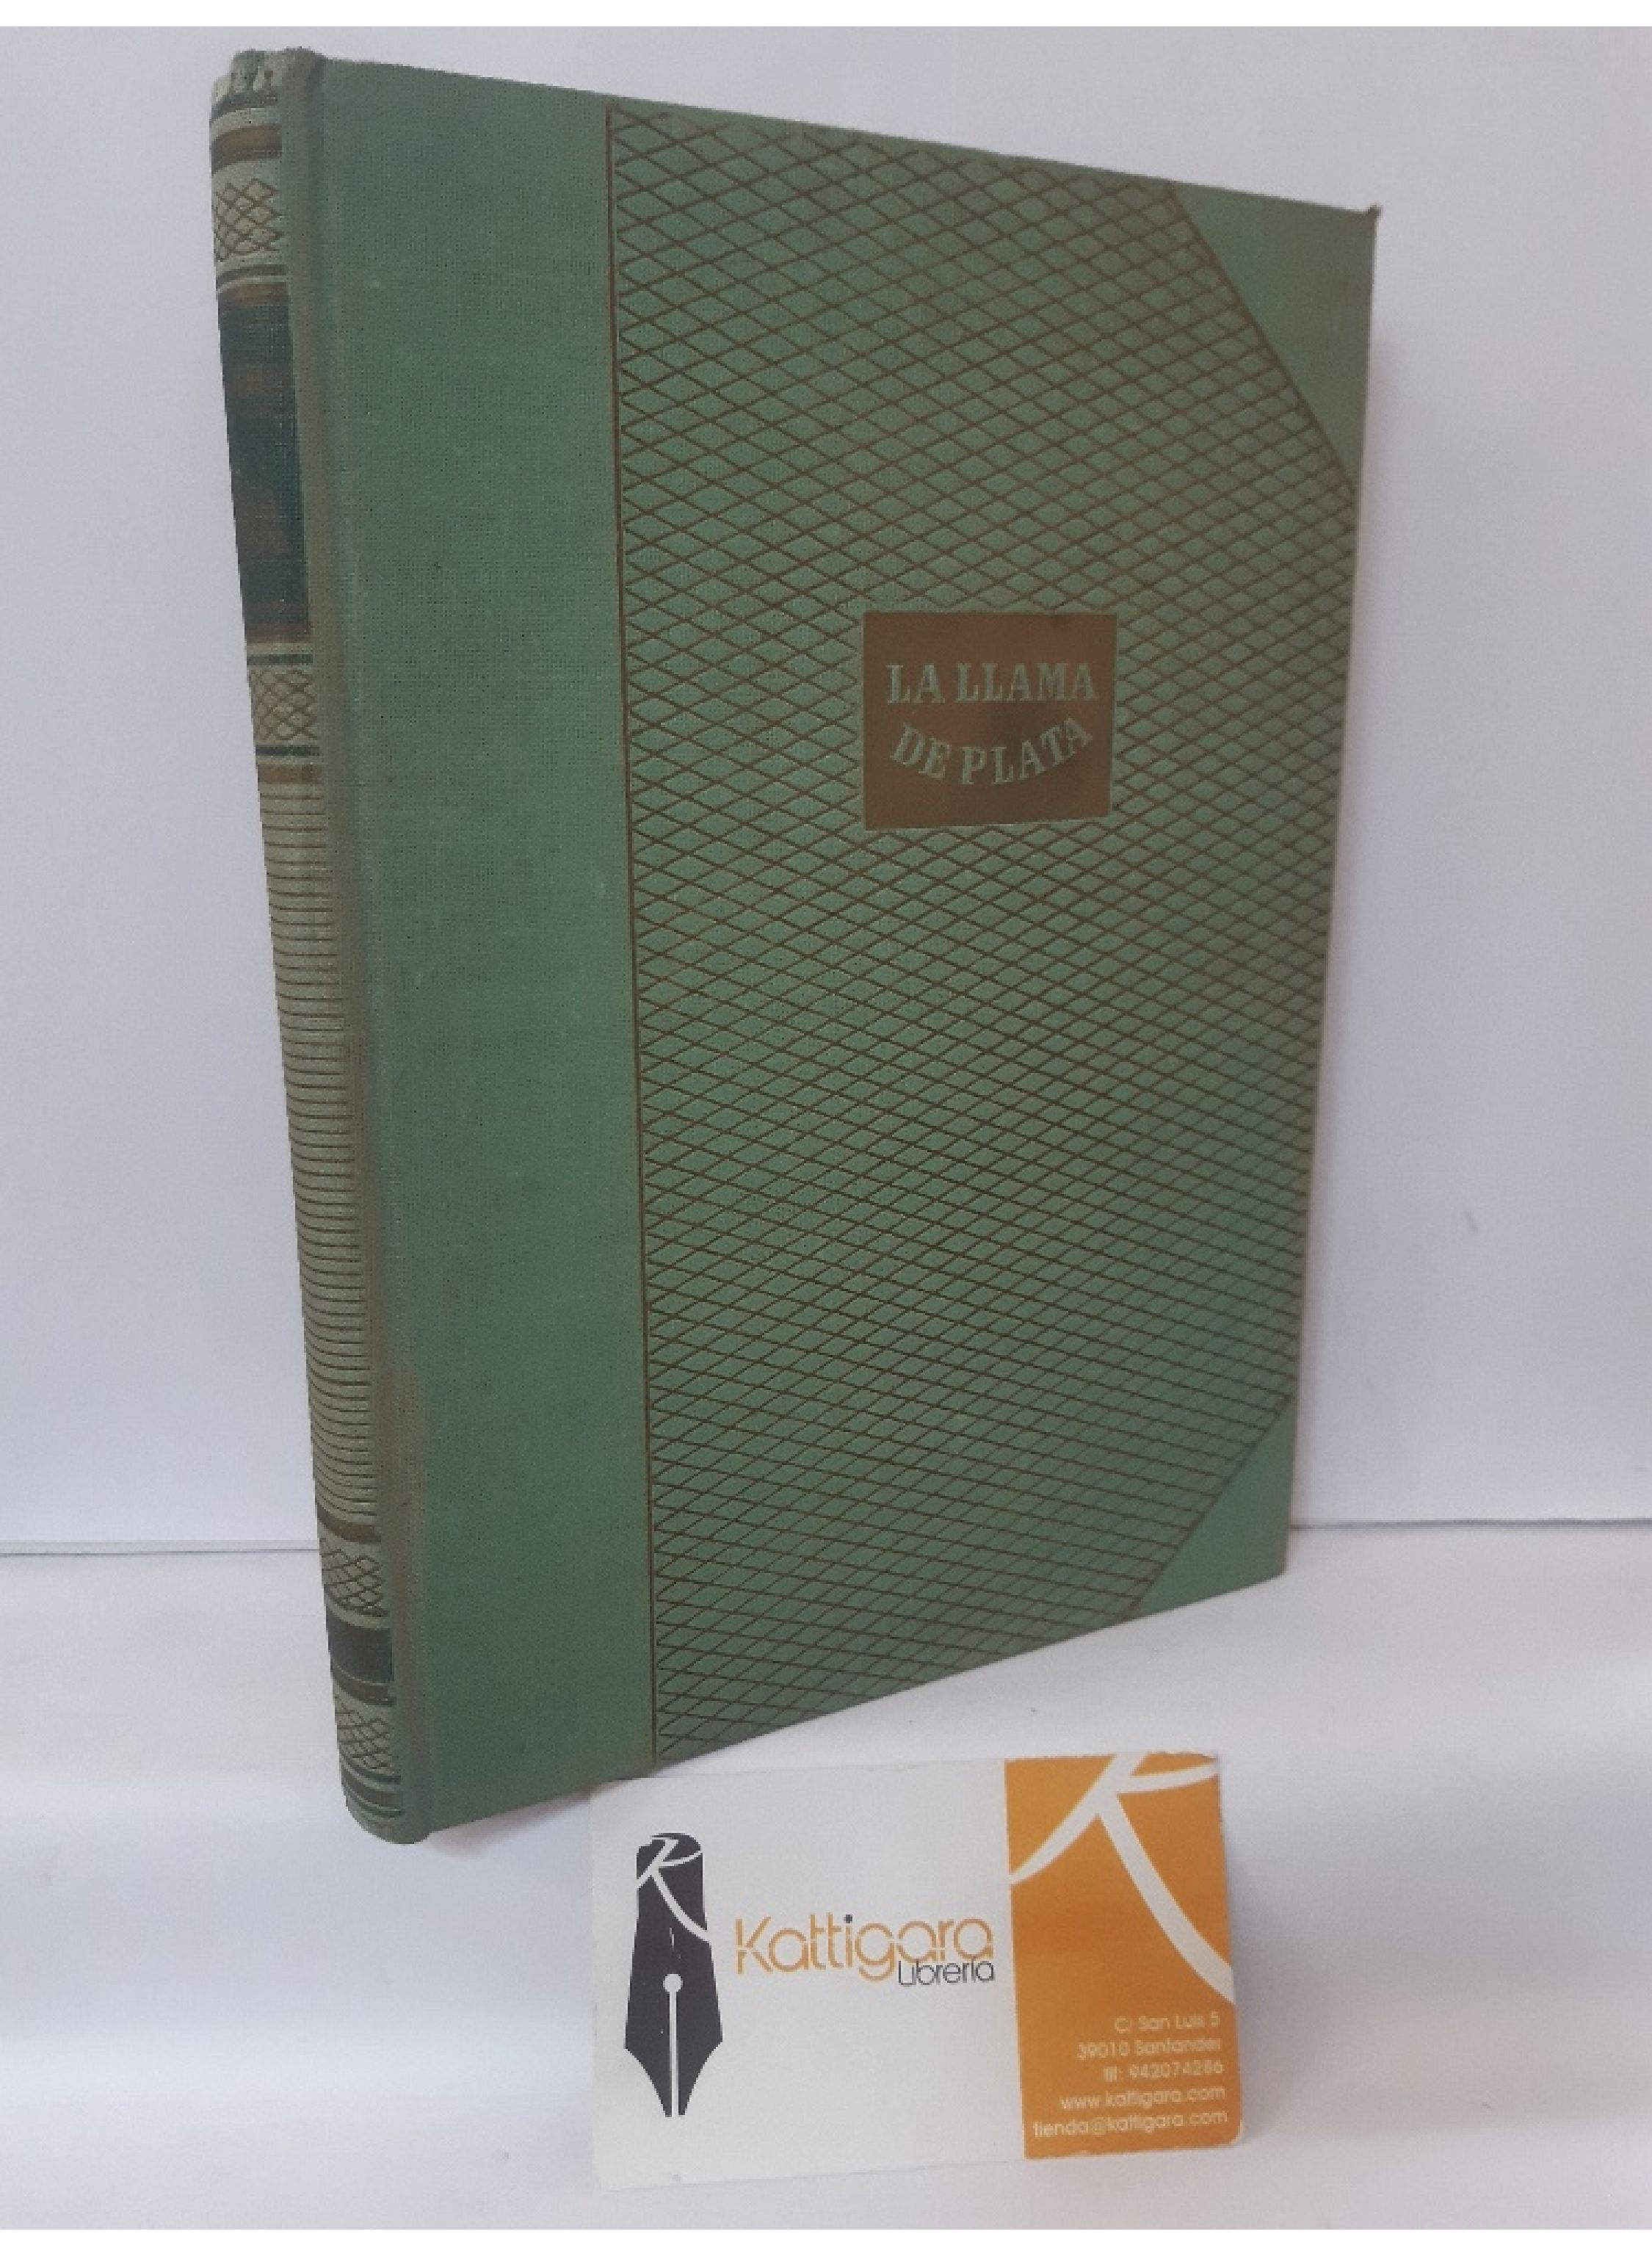 LA LLAMA
DE PLATA
Kattigara
Librería
C/ San Luis 5
39010 Santander
tlf: 942074286
www.kattigara.com
tienda@kattigara.com